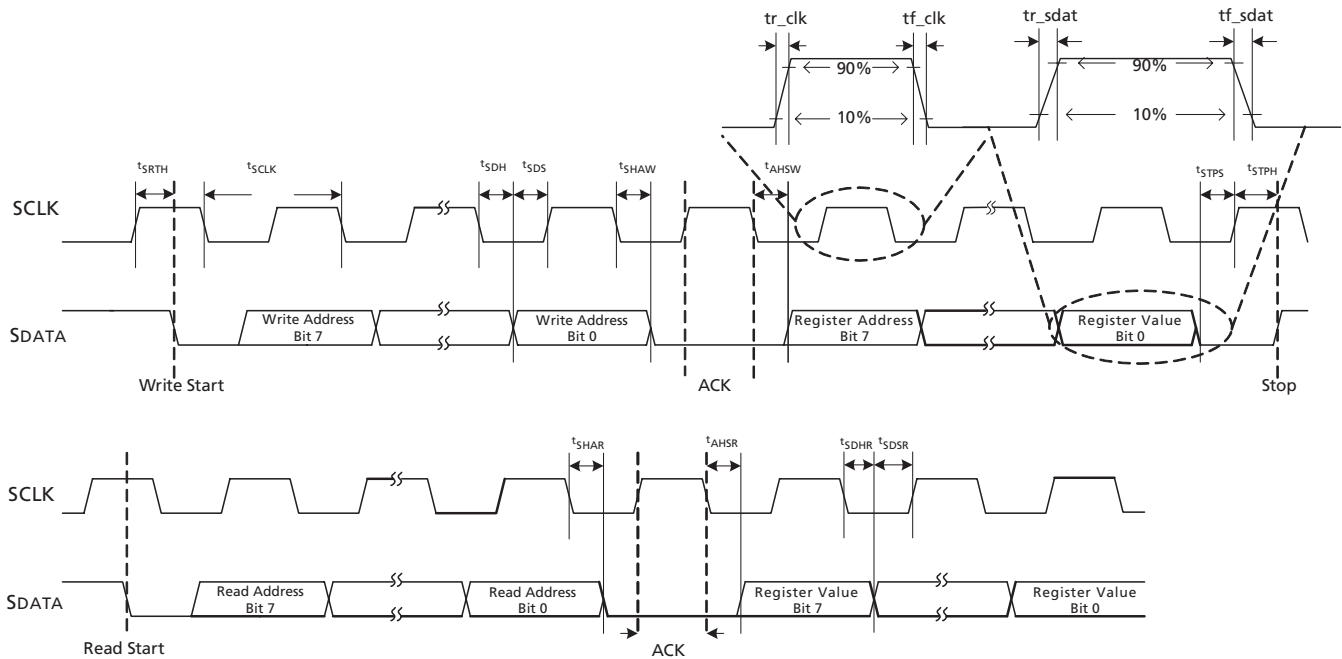 tr_clk tf_clk tr_sdat tf_sdat
90% 90%
10% 10%
tSRTH tSCLK tSDH tSDS tSHAW tAHSW tSTPS tSTPH
SCLK
SDATA
Write Address
Bit 7
Write Address
Bit 0
Register Address
Bit 7
Register Value
Bit 0
Write Start ACK Stop
tSHAR tAHSR tSDHR tSDSR
SCLK
SDATA
Read Address
Bit 7
Read Address
Bit 0
Register Value
Bit 7
Register Value
Bit 0
Read Start ACK